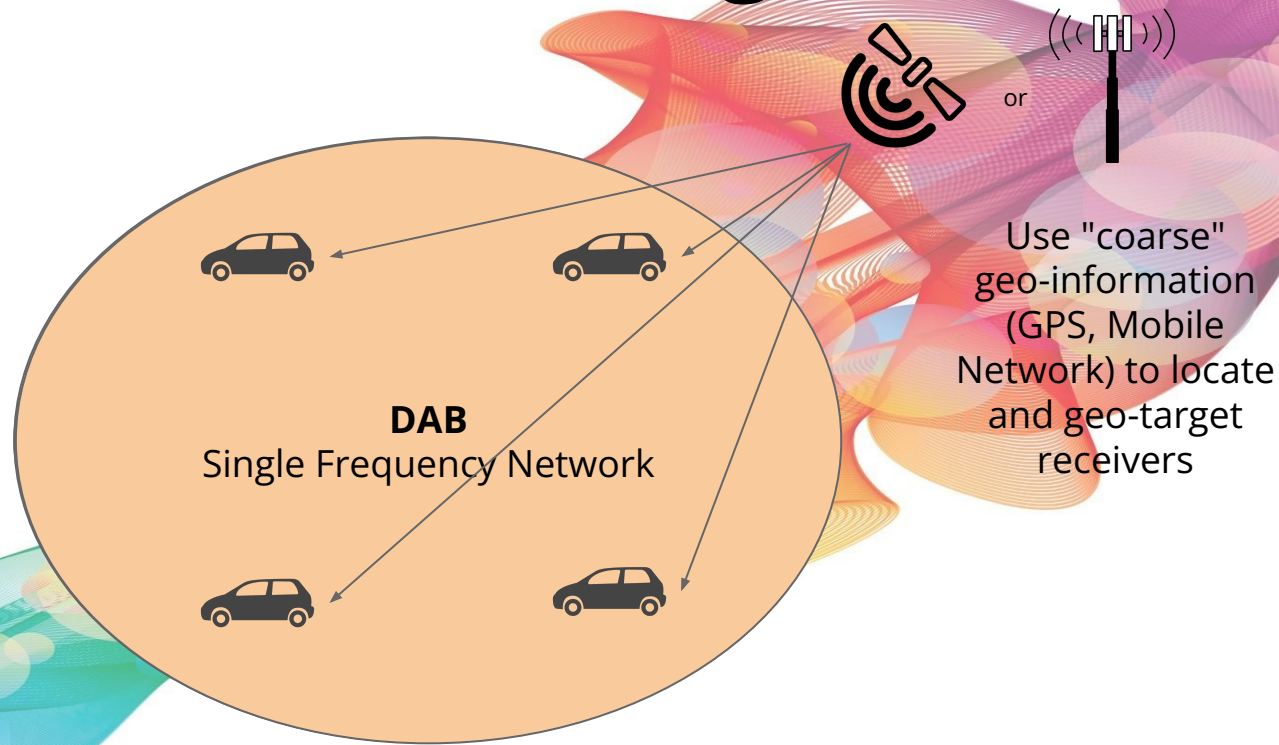 or
Use "coarse"
geo-information
(GPS, Mobile
Network) to locate
and geo-target
receivers
DAB
Single Frequency Network